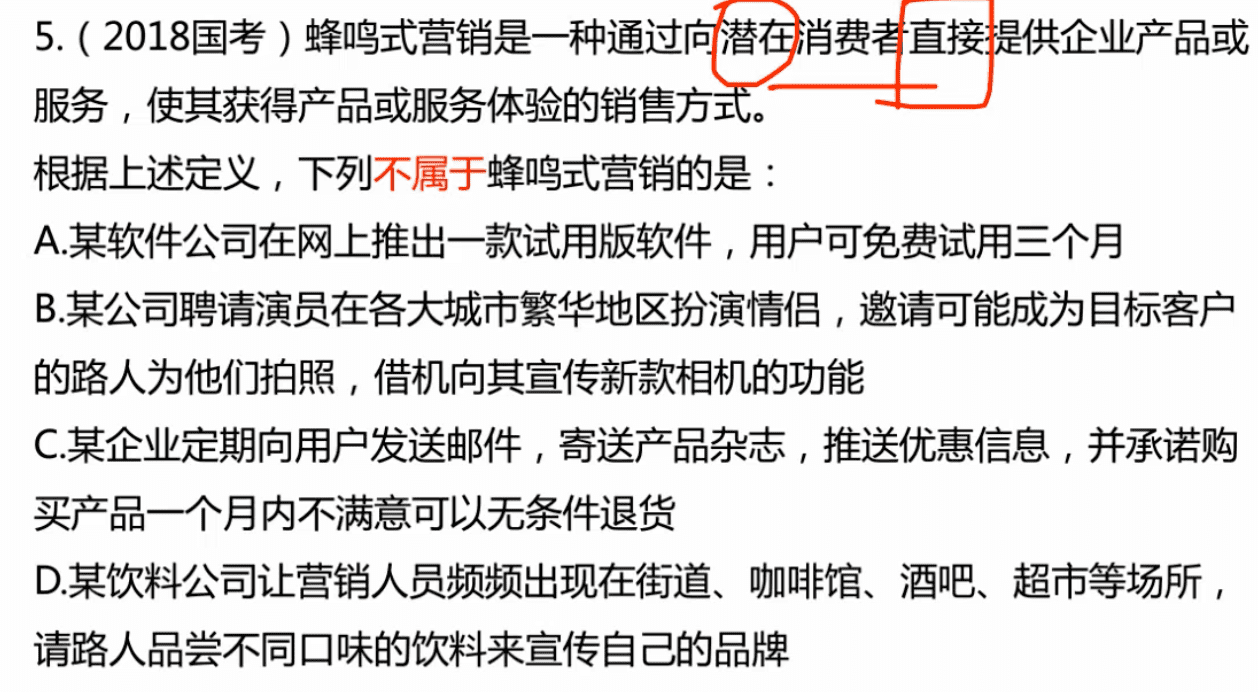 5.（2018国考）蜂鸣式营销是一种通过向潜在消费者直接提供企业产品或
服务，使其获得产品或服务体验的销售方式。
根据上述定义，下列不属于蜂鸣式营销的是：
A.某软件公司在网上推出一款试用版软件，用户可免费试用三个月
B.某公司聘请演员在各大城市繁华地区扮演情侣，邀请可能成为目标客户
的路人为他们拍照，借机向其宣传新款相机的功能
C.某企业定期向用户发送邮件，寄送产品杂志，推送优惠信息，并承诺购
买产品一个月内不满意可以无条件退货
D.某饮料公司让营销人员频频出现在街道、咖啡馆、酒吧、超市等场所，
请路人品尝不同口味的饮料来宣传自己的品牌